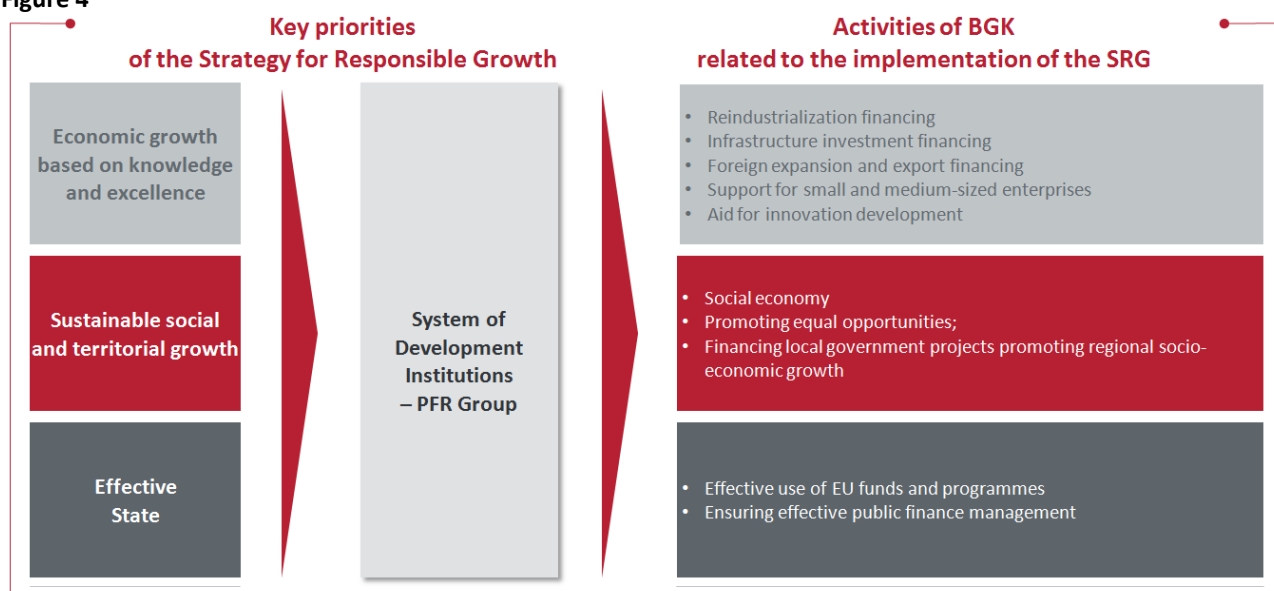 Figure 4
Key priorities
of the Strategy for Responsible Growth
Activities of BGK
related to the implementation of the SRG
Economic growth
based on knowledge
and excellence
Sustainable social
and territorial growth
Effective
State
System of
Development
Institutions
– PFR Group
• Reindustrialization financing
• Infrastructure investment financing
• Foreign expansion and export financing
• Support for small and medium-sized enterprises
• Aid for innovation development
• Social economy
• Promoting equal opportunities;
• Financing local government projects promoting regional socio-
economic growth
• Effective use of EU funds and programmes
• Ensuring effective public finance management